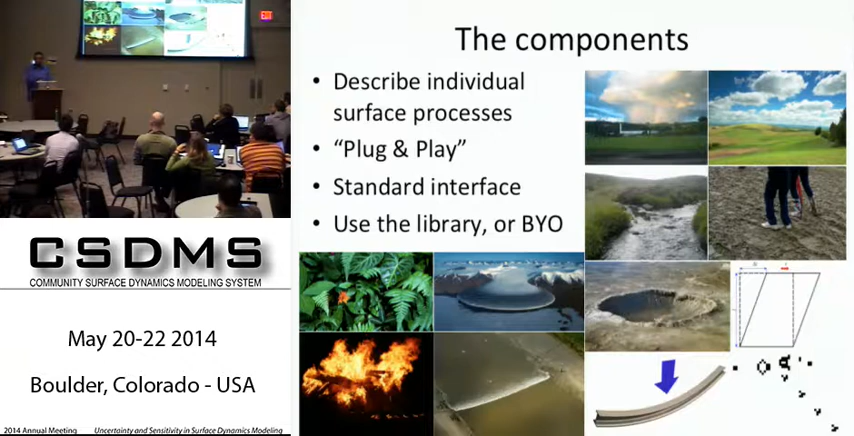 The components
• Describe individual
surface processes
• “Plug & Play”
• Standard interface
• Use the library, or BYO
CSDMS
COMMUNITY SURFACE DYNAMICS MODELING SYSTEM
May 20-22 2014
Boulder, Colorado - USA
2014 Annual Meeting Uncertainty and Sensitivity in Surface Dynamics Modeling